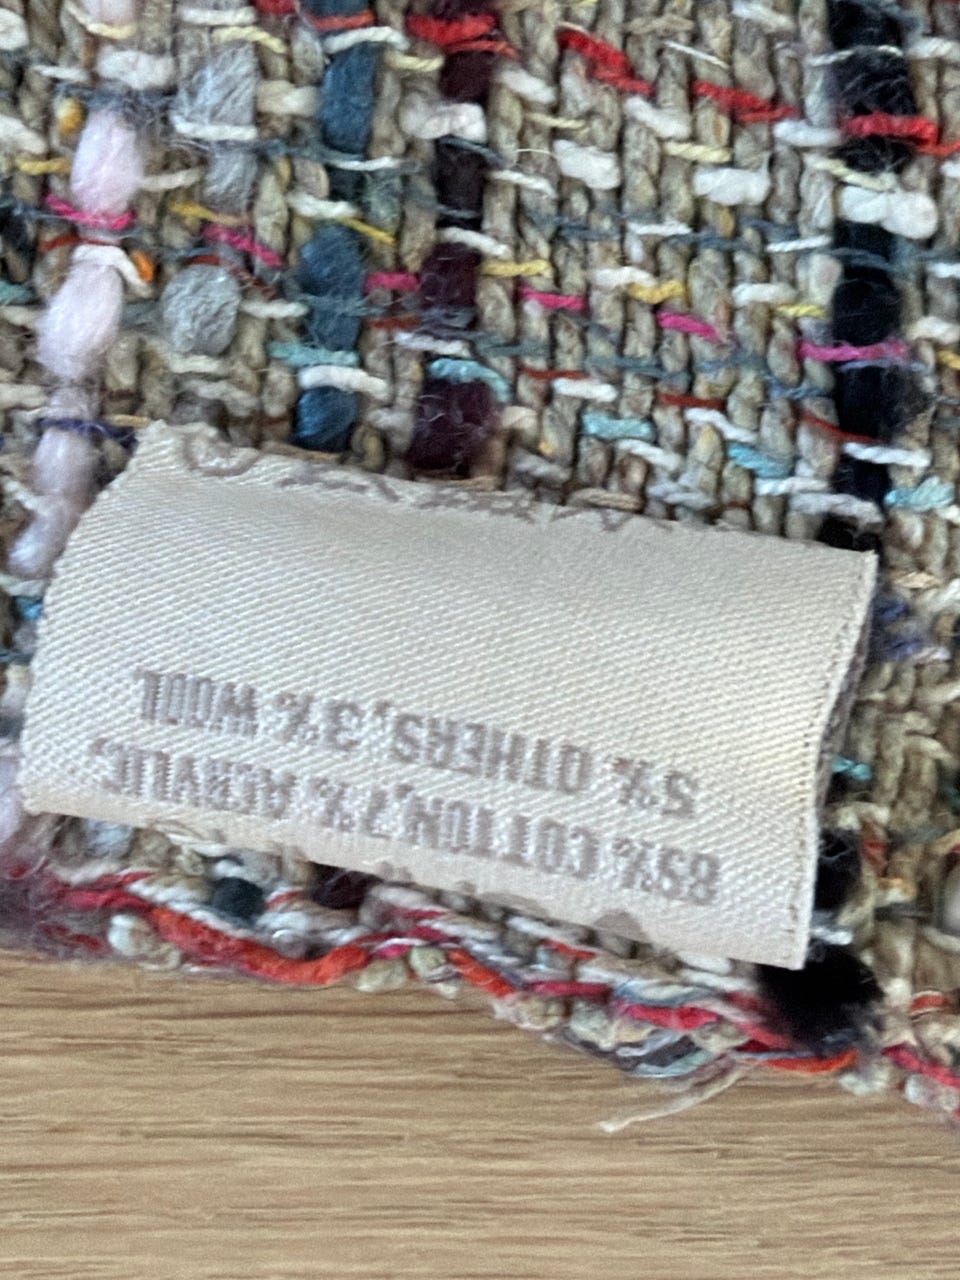 85% COTTON,7% ACRYLIC,
5% OTHERS,3% WOOL